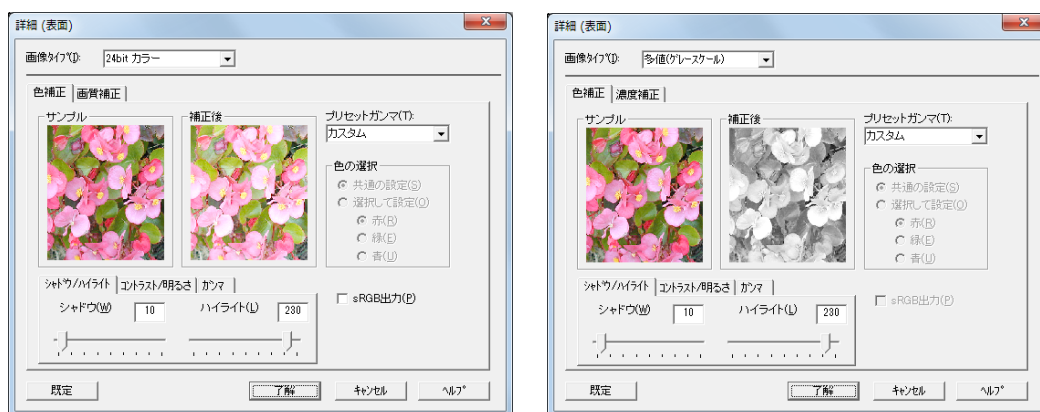 詳細 (表面)
画像タイプ(I):
24bit カラー
色補正
画質補正
サンプル
補正後
プリセットガンマ(T):
カスタム
色の選択
共通の設定(S)
選択して設定(O)
赤(R)
緑(E)
青(U)
シャドウ/ハイライト
コントラスト/明るさ
ガンマ
シャドウ(W)
10
ハイライト(L)
230
sRGB出力(P)
既定
了解
キャンセル
ヘルプ
詳細 (表面)
画像タイプ(I):
多値(グレースケール)
色補正
濃度補正
サンプル
補正後
プリセットガンマ(T):
カスタム
色の選択
共通の設定(S)
選択して設定(O)
赤(R)
緑(E)
青(U)
シャドウ/ハイライト
コントラスト/明るさ
ガンマ
シャドウ(W)
10
ハイライト(L)
230
sRGB出力(P)
既定
了解
キャンセル
ヘルプ